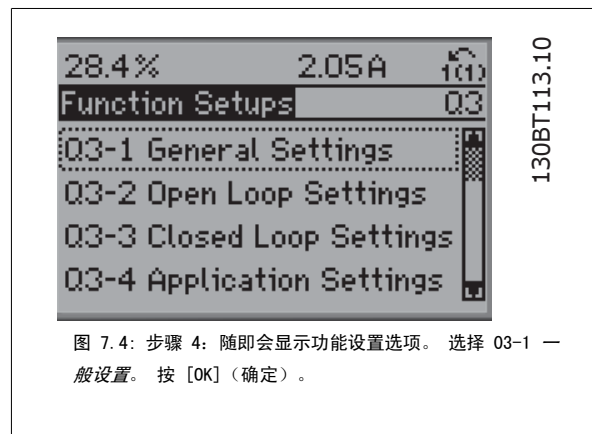 28.4% 2.05A 1(1)
Function Setups Q3
Q3-1 General Settings
Q3-2 Open Loop Settings
Q3-3 Closed Loop Settings
Q3-4 Application Settings
130BT113.10
图 7.4: 步骤 4: 随即会显示功能设置选项。 选择 03-1 一
般设置。 按 [OK]（确定）。